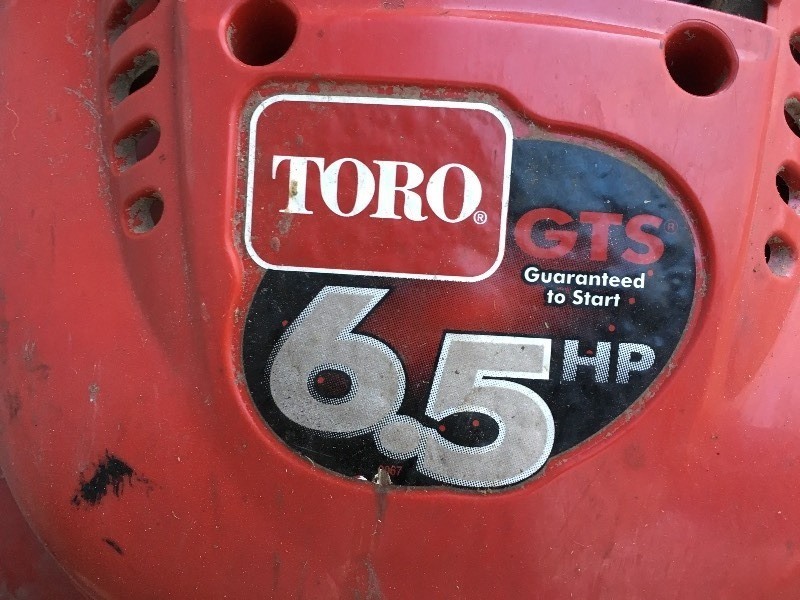 TORO®
GTS®
Guaranteed
to Start
6.5 HP